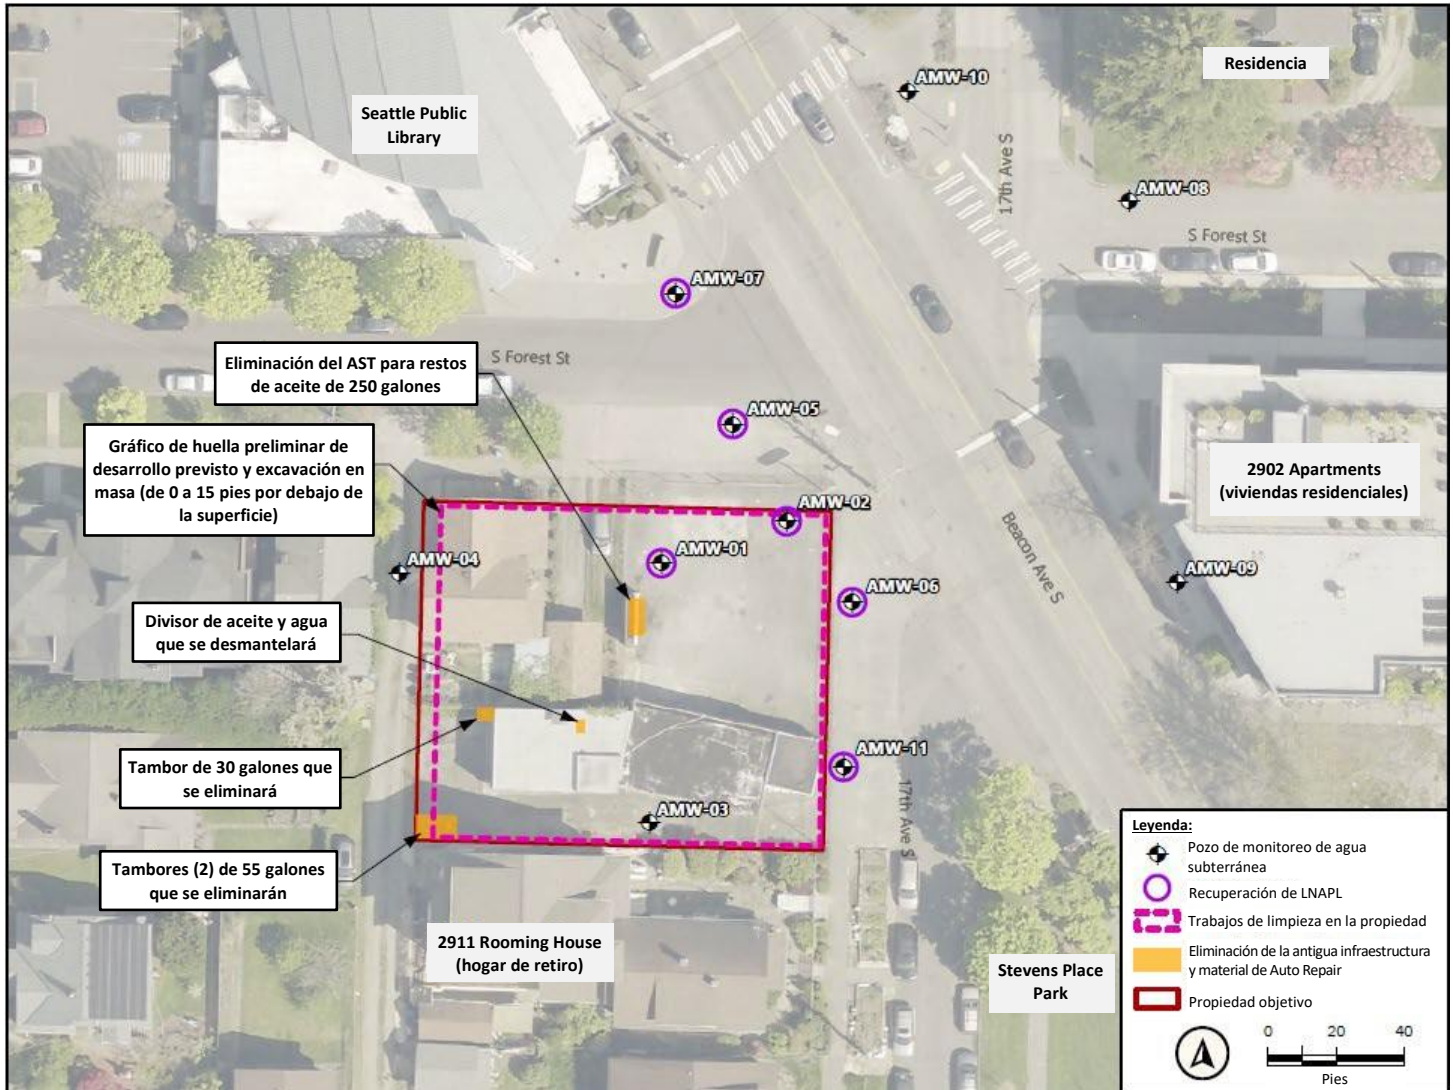 AMW-10
Residencia
Seattle Public
Library
17th Ave S
AMW-08
S Forest St
AMW-07
Eliminación del AST para restos
de aceite de 250 galones
S Forest St
AMW-05
Gráfico de huella preliminar de
desarrollo previsto y excavación en
masa (de 0 a 15 pies por debajo de
la superficie)
2902 Apartments
(viviendas residenciales)
AMW-02
Beacon Ave S
AMW-04
AMW-01
AMW-09
AMW-06
Divisor de aceite y agua
que se desmantelará
Tambor de 30 galones que
se eliminará
AMW-11
17th Ave S
AMW-03
Tambores (2) de 55 galones
que se eliminarán
2911 Rooming House
(hogar de retiro)
Stevens Place
Park
Leyenda:
Pozo de monitoreo de agua
subterránea
Recuperación de LNAPL
Trabajos de limpieza en la propiedad
Eliminación de la antigua infraestructura
y material de Auto Repair
Propiedad objetivo
0 20 40
Pies